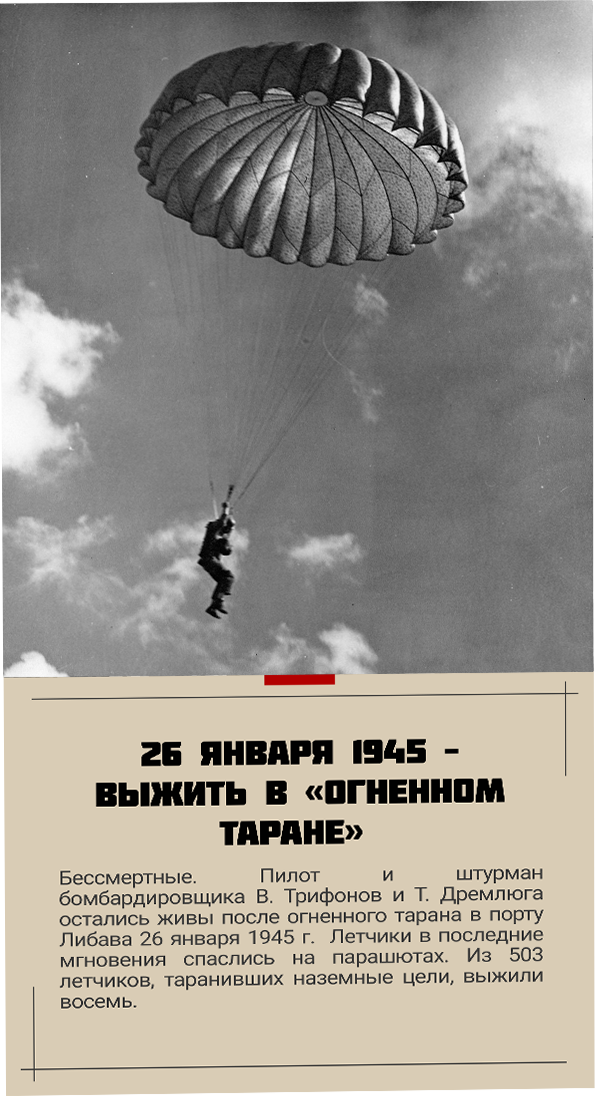 26 ЯНВАРЯ 1945 -
ВЫЖИТЬ В «ОГНЕННОМ
ТАРАНЕ»
Бессмертные. Пилот и штурман
бомбардировщика В. Трифонов и Т. Дремлюга
остались живы после огненного тарана в порту
Либава 26 января 1945 г. Летчики в последние
мгновения спаслись на парашютах. Из 503
летчиков, таранивших наземные цели, выжили
восемь.